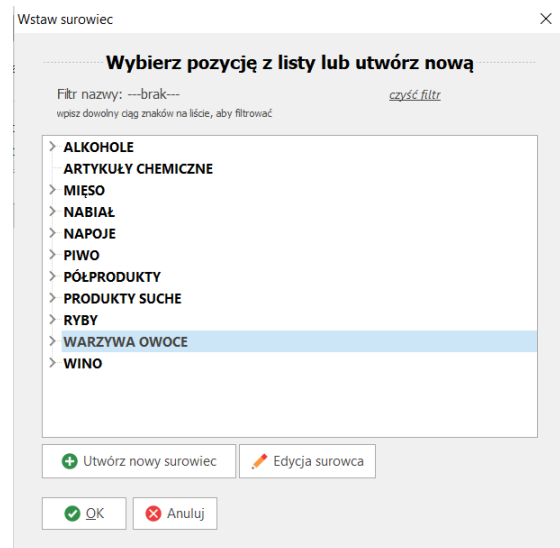 Wstaw surowiec
Wybierz pozycję z listy lub utwórz nową
Filtr nazwy: ---brak--- czyść filtr
wpisz dowolny ciąg znaków na liście, aby filtrować
ALKOHOLE
ARTYKUŁY CHEMICZNE
MIĘSO
NABIAŁ
NAPOJE
PIWO
PÓŁPRODUKTY
PRODUKTY SUCHE
RYBY
WARZYWA OWOCE
WINO
Utwórz nowy surowiec Edycja surowca
OK Anuluj